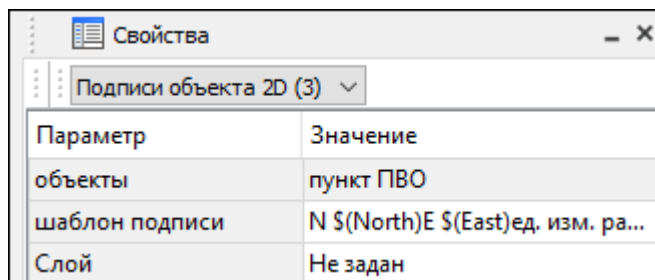 Свойства
Подписи объекта 2D (3)
Параметр Значение
объекты пункт ПВО
шаблон подписи N $(North)E $(East)ед. изм. ра...
Слой Не задан